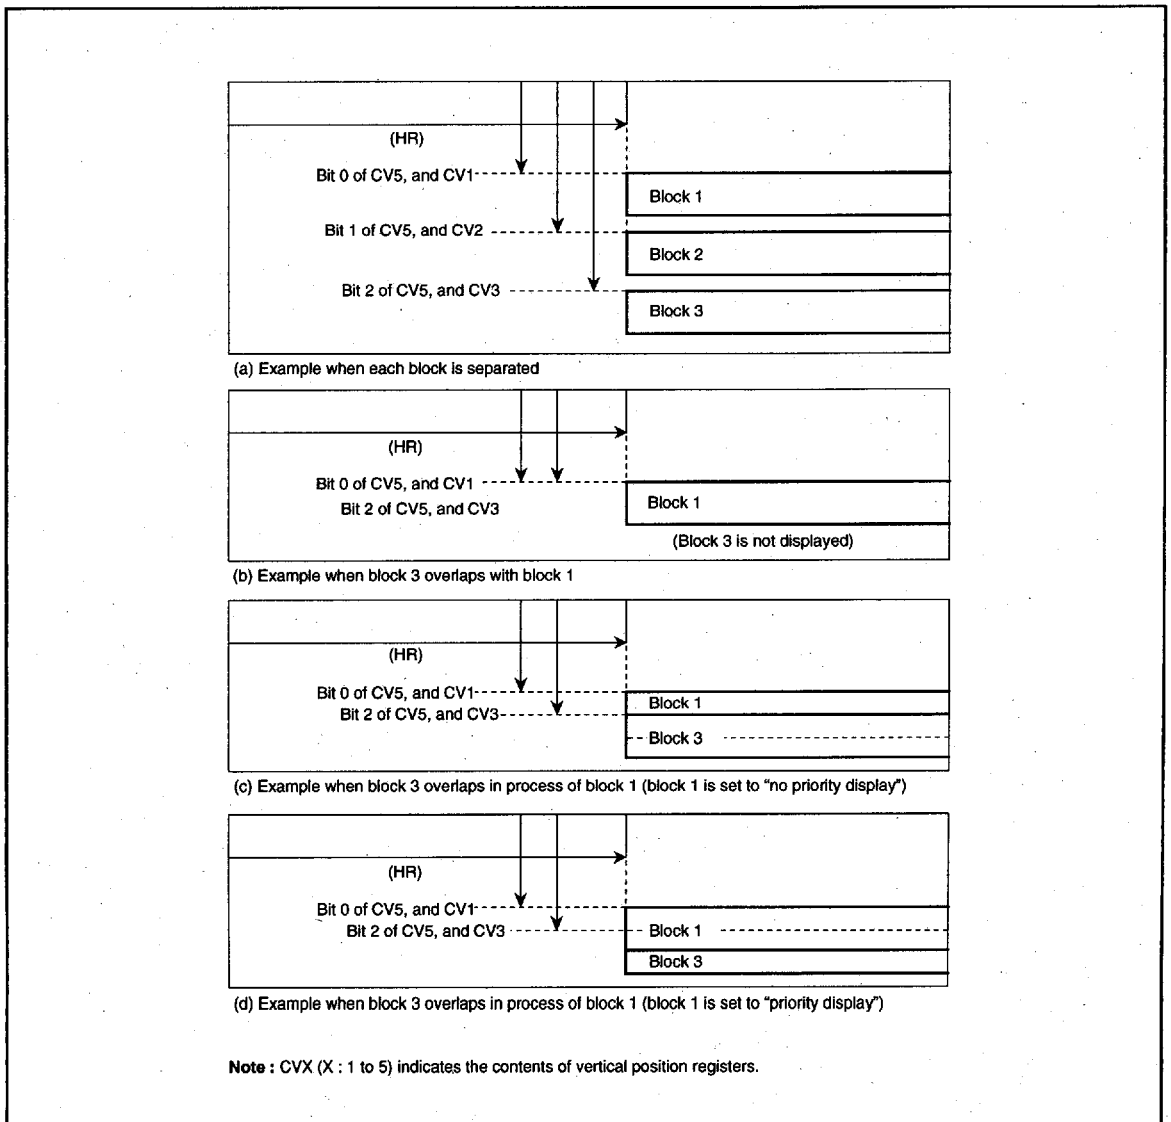 (HR)
Bit 0 of CV5, and CV1
Block 1
Bit 1 of CV5, and CV2
Block 2
Bit 2 of CV5, and CV3
Block 3
(a) Example when each block is separated
(HR)
Bit 0 of CV5, and CV1
Bit 2 of CV5, and CV3
Block 1
(Block 3 is not displayed)
(b) Example when block 3 overlaps with block 1
(HR)
Bit 0 of CV5, and CV1
Block 1
Bit 2 of CV5, and CV3
Block 3
(c) Example when block 3 overlaps in process of block 1 (block 1 is set to “no priority display”)
(HR)
Bit 0 of CV5, and CV1
Bit 2 of CV5, and CV3
Block 1
Block 3
(d) Example when block 3 overlaps in process of block 1 (block 1 is set to “priority display”)
Note : CVX (X : 1 to 5) indicates the contents of vertical position registers.